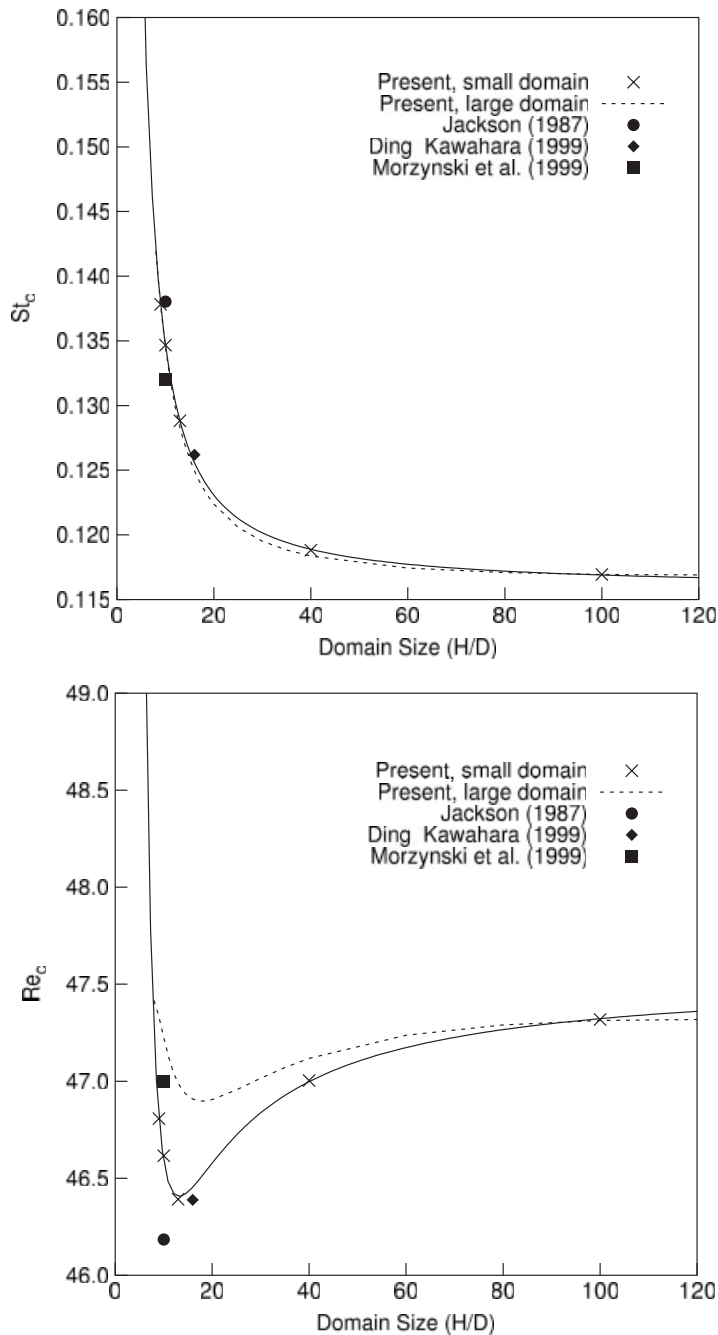 0.160
0.155
0.150
0.145
0.140
0.135
0.130
0.125
0.120
0.115
St_c
Present, small domain
Present, large domain
Jackson (1987)
Ding Kawahara (1999)
Morzynski et al. (1999)
0 20 40 60 80 100 120
Domain Size (H/D)
49.0
48.5
48.0
47.5
47.0
46.5
46.0
Re_c
Present, small domain
Present, large domain
Jackson (1987)
Ding Kawahara (1999)
Morzynski et al. (1999)
0 20 40 60 80 100 120
Domain Size (H/D)